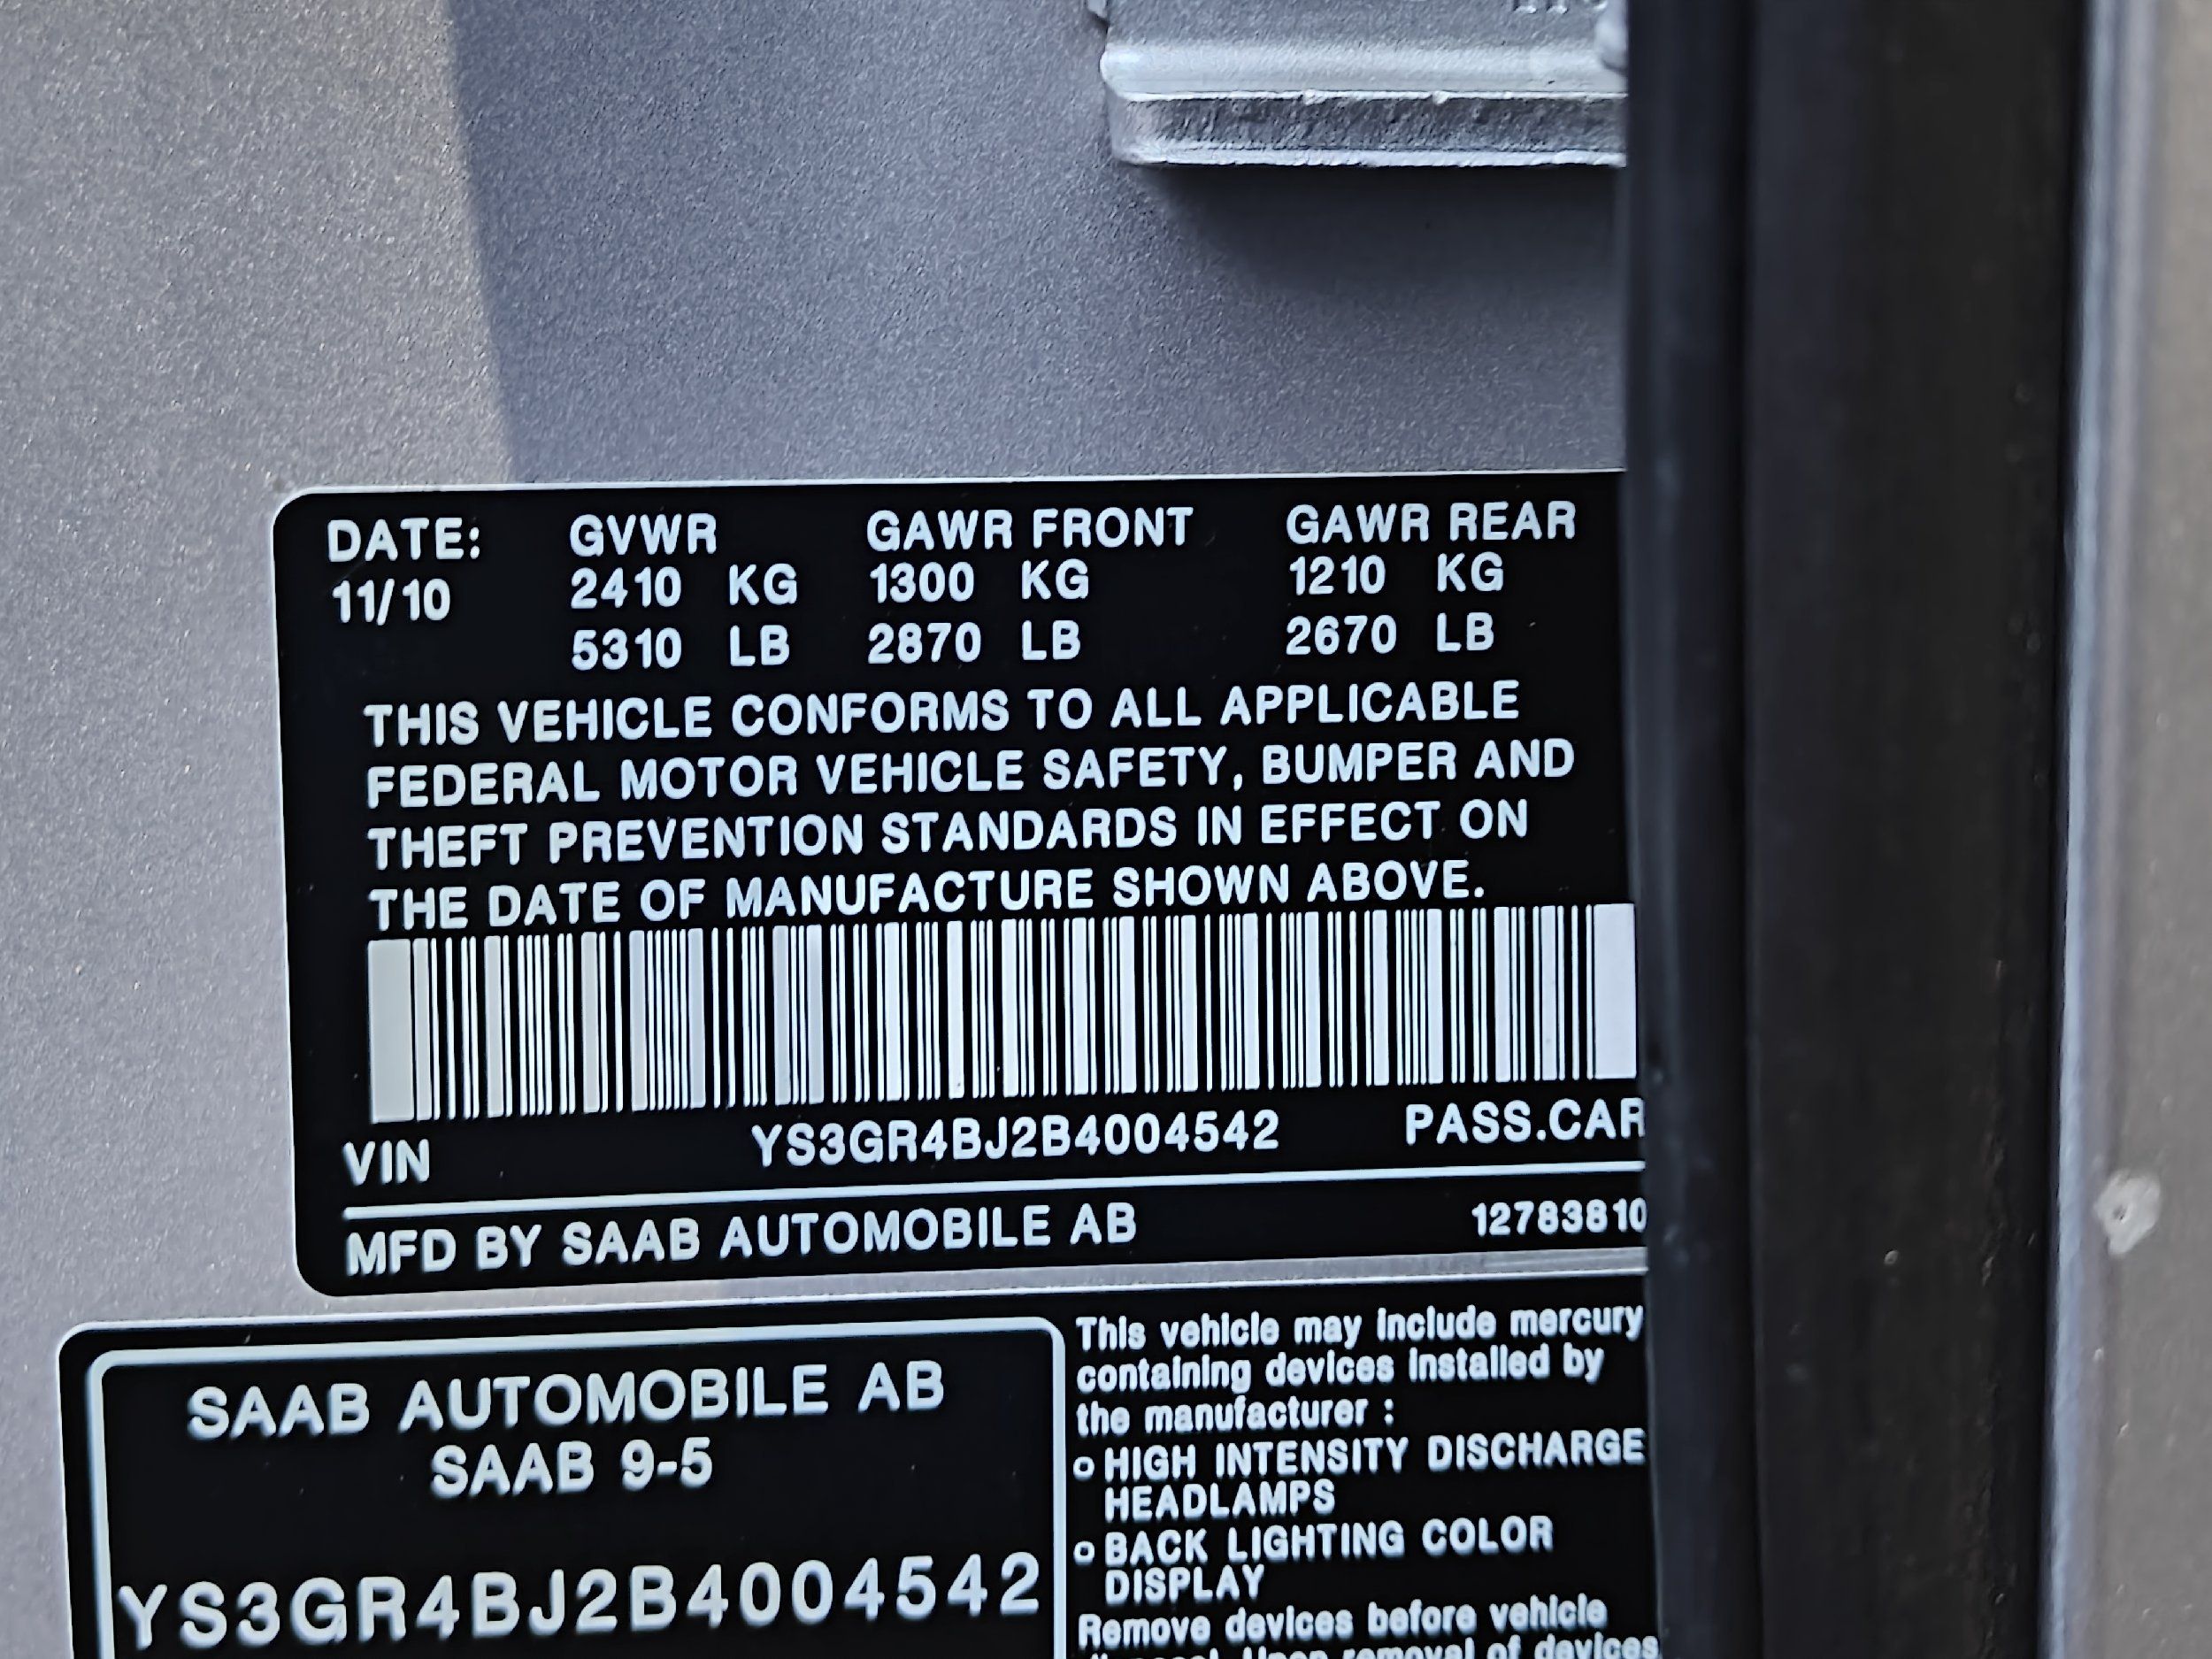 DATE: GVWR GAWR FRONT GAWR REAR
11/10 2410 KG 1300 KG 1210 KG
5310 LB 2870 LB 2670 LB
THIS VEHICLE CONFORMS TO ALL APPLICABLE
FEDERAL MOTOR VEHICLE SAFETY, BUMPER AND
THEFT PREVENTION STANDARDS IN EFFECT ON
THE DATE OF MANUFACTURE SHOWN ABOVE.
VIN YS3GR4BJ2B4004542 PASS.CAR
MFD BY SAAB AUTOMOBILE AB 12783810
SAAB AUTOMOBILE AB
SAAB 9-5
YS3GR4BJ2B4004542
This vehicle may include mercury
containing devices installed by
the manufacturer :
o HIGH INTENSITY DISCHARGE
HEADLAMPS
o BACK LIGHTING COLOR
DISPLAY
Remove devices before vehicle
Upon removal of devices